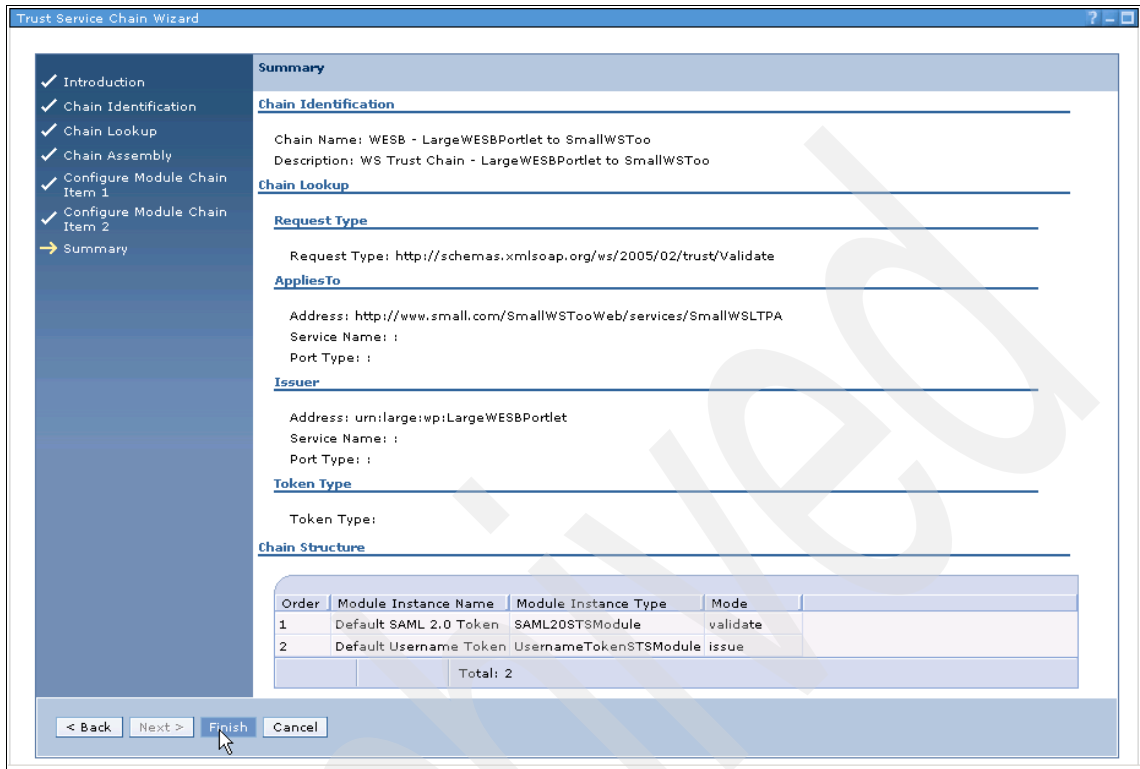 Trust Service Chain Wizard
? – □
Introduction
Chain Identification
Chain Lookup
Chain Assembly
Configure Module Chain
Item 1
Configure Module Chain
Item 2
Summary
Summary
Chain Identification
Chain Name: WESB - LargeWESBPortlet to SmallWSToo
Description: WS Trust Chain - LargeWESBPortlet to SmallWSToo
Chain Lookup
Request Type
Request Type: http://schemas.xmlsoap.org/ws/2005/02/trust/Validate
AppliesTo
Address: http://www.small.com/SmallWSTooWeb/services/SmallWSLTPA
Service Name: :
Port Type: :
Issuer
Address: urn:large:wp:LargeWESBPortlet
Service Name: :
Port Type: :
Token Type
Token Type:
Chain Structure
Order Module Instance Name Module Instance Type Mode
1 Default SAML 2.0 Token SAML20STSModule validate
2 Default Username Token UsernameTokenSTSModule issue
Total: 2
< Back Next > Finish Cancel